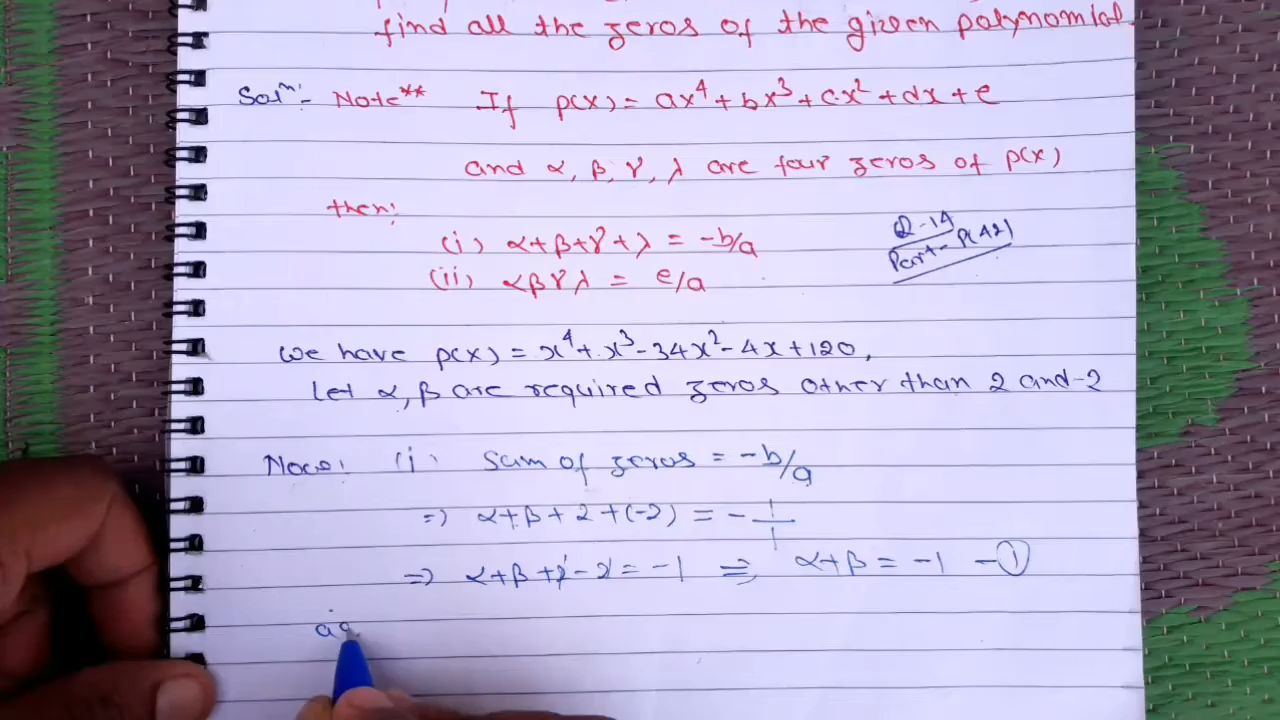 find all the zeros of the given polynomial
Solⁿ:- Note** If p(x) = ax⁴ + bx³ + c.x² + dx + e
and α, β, γ, λ are four zeros of p(x)
then:
(i) α+β+γ+λ = -b/a
(ii) αβγλ = e/a
Q-14
Part-P(A2)
We have p(x) = x⁴ + x³ - 34x² - 4x + 120,
Let α, β are required zeros other than 2 and -2
Now: (i) Sum of zeros = -b/a
⇒ α+β+2+(-2) = -1/1
⇒ α+β+2-2 = -1 ⇒ α+β = -1 -①